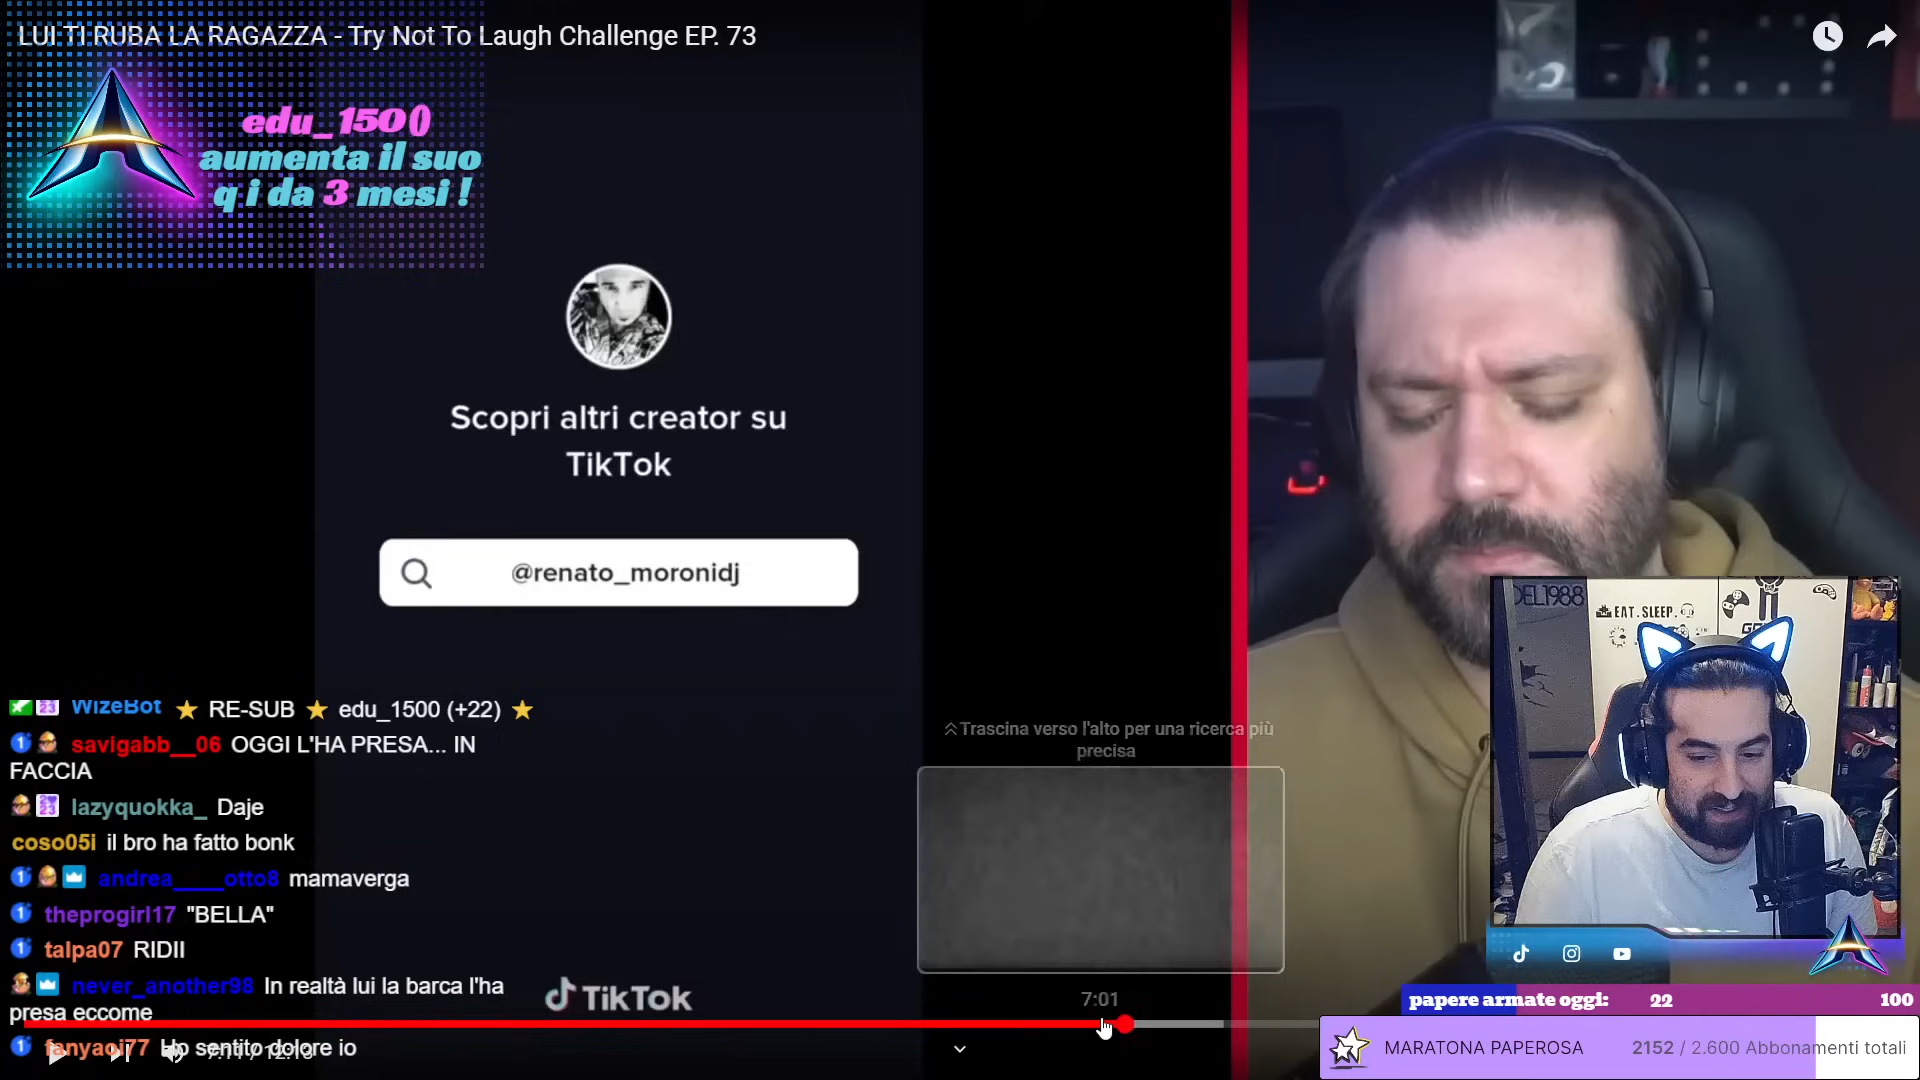 LUI TI RUBA LA RAGAZZA - Try Not To Laugh Challenge EP. 73
edu_1500
aumenta il suo
q i da 3 mesi !
Scopri altri creator su
TikTok
@renato_moronidj
WizeBot ⭐ RE-SUB ⭐ edu_1500 (+22) ⭐
savigabb__06 OGGI L'HA PRESA... IN
FACCIA
lazyquokka_ Daje
coso05i il bro ha fatto bonk
andrea____otto8 mamaverga
theprogirl17 "BELLA"
talpa07 RIDII
never_another98 In realtà lui la barca l'ha
presa eccome
fanyaoi77 Ho sentito dolore io
TikTok
Trascina verso l'alto per una ricerca più
precisa
7:01
DEL1988
EAT.SLEEP.
papere armate oggi: 22 100
MARATONA PAPEROSA 2152 / 2.600 Abbonamenti totali